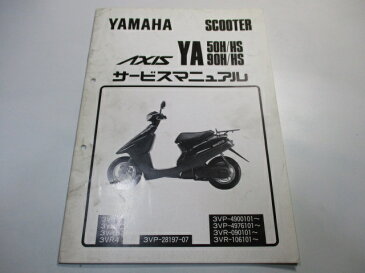 YAMAHA SCOOTER
AXIS YA 50H/HS
90H/HS
サービスマニュアル
3VR4
3VP-28197-07
3VP-4900101～
3VP-4976101～
3VR-090101～
3VR-106101～